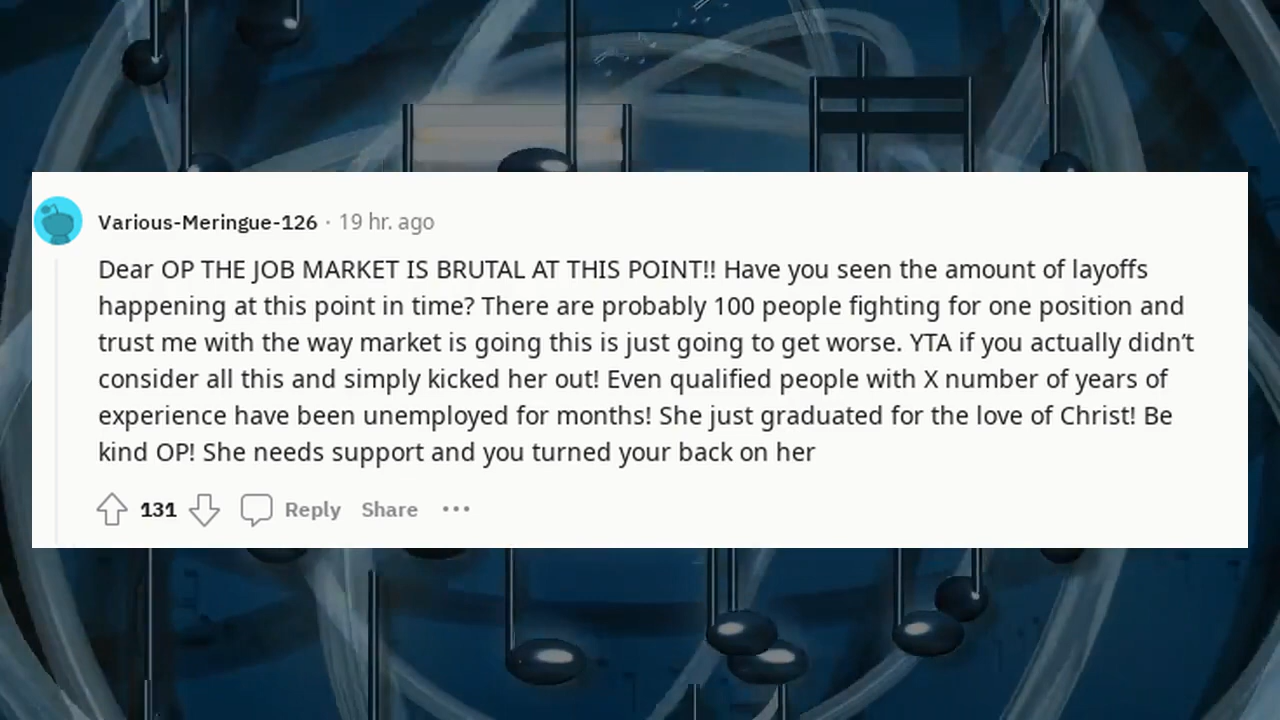 Various-Meringue-126 · 19 hr. ago
Dear OP THE JOB MARKET IS BRUTAL AT THIS POINT!! Have you seen the amount of layoffs
happening at this point in time? There are probably 100 people fighting for one position and
trust me with the way market is going this is just going to get worse. YTA if you actually didn’t
consider all this and simply kicked her out! Even qualified people with X number of years of
experience have been unemployed for months! She just graduated for the love of Christ! Be
kind OP! She needs support and you turned your back on her
131 Reply Share